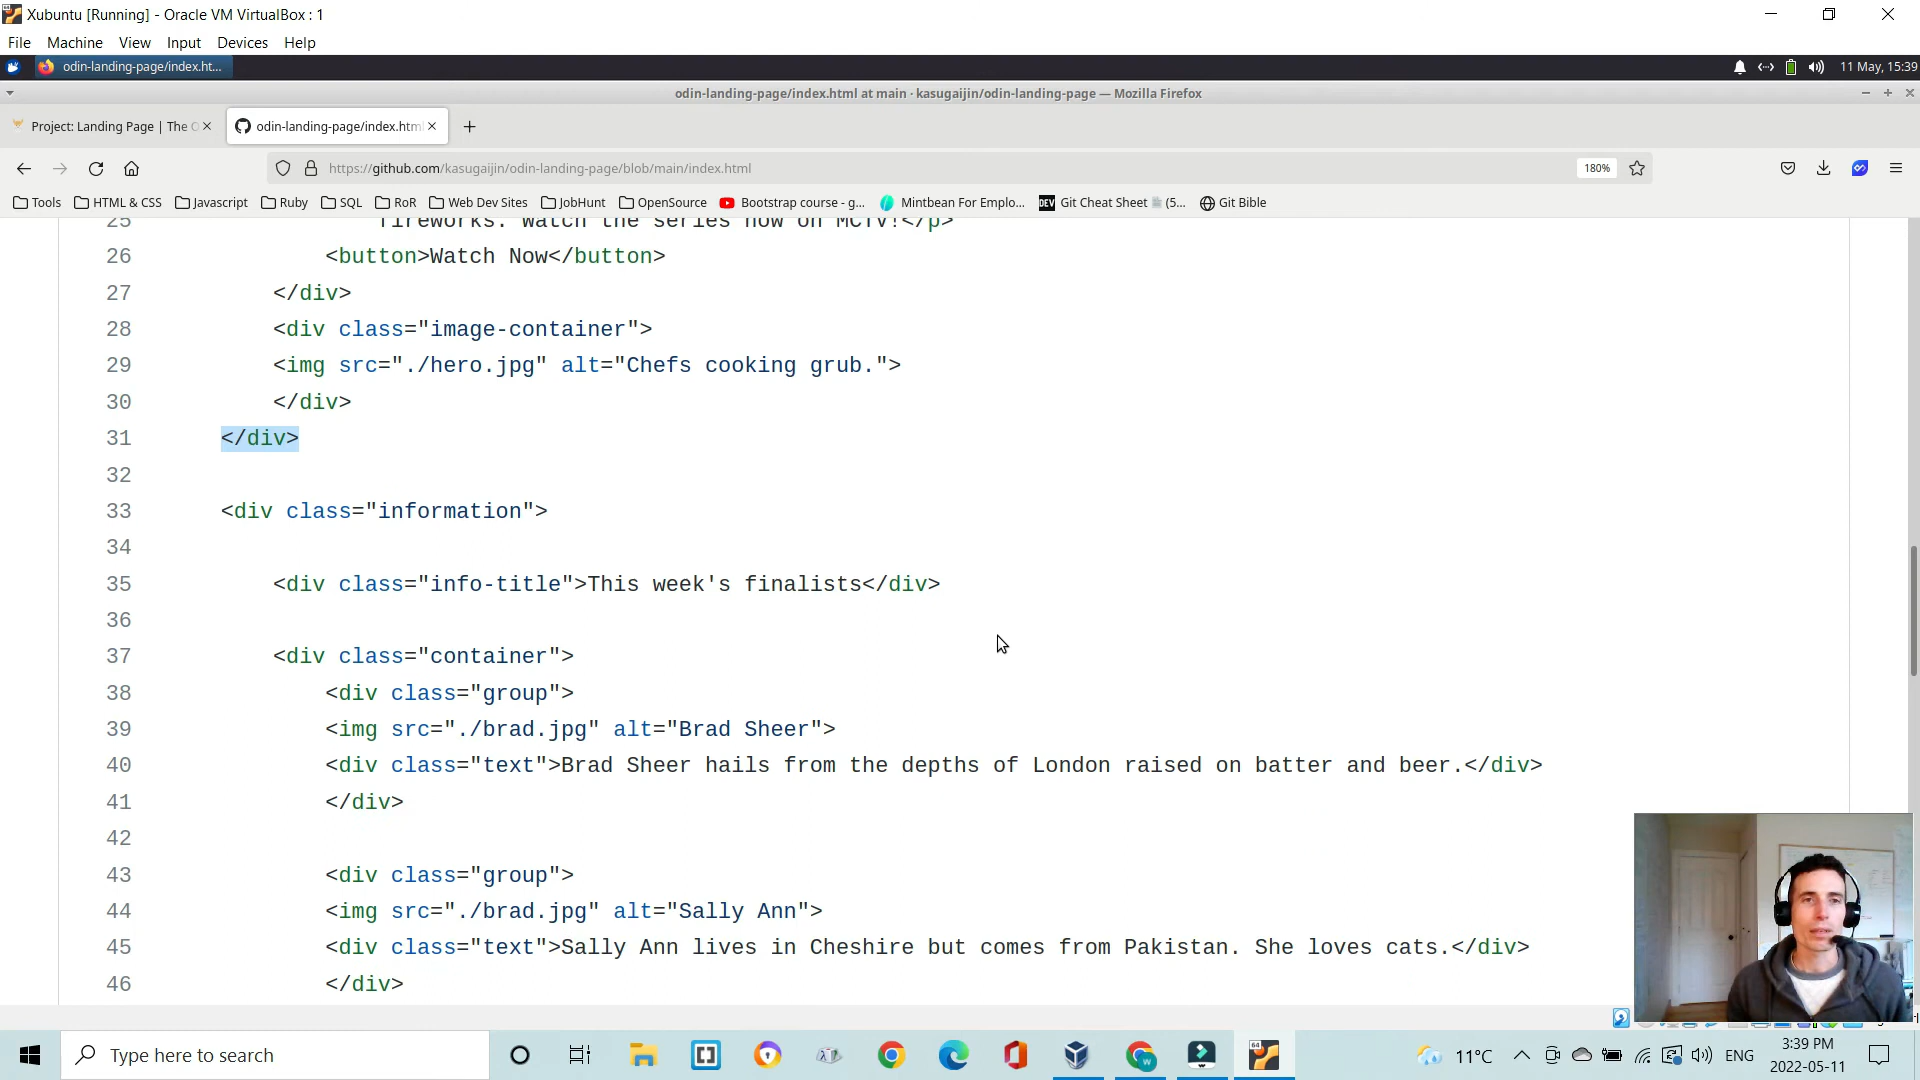 Xubuntu [Running] - Oracle VM VirtualBox : 1
File Machine View Input Devices Help
odin-landing-page/index.ht...
11 May, 15:39
odin-landing-page/index.html at main · kasugaijin/odin-landing-page — Mozilla Firefox
Project: Landing Page | The O
odin-landing-page/index.html
https://github.com/kasugaijin/odin-landing-page/blob/main/index.html
180%
Tools HTML & CSS Javascript Ruby SQL RoR Web Dev Sites JobHunt OpenSource Bootstrap course - g... Mintbean For Emplo... DEV Git Cheat Sheet (5... Git Bible
25 fireworks. Watch the series now on MCTV!</p>
26 <button>Watch Now</button>
27 </div>
28 <div class="image-container">
29 <img src="./hero.jpg" alt="Chefs cooking grub.">
30 </div>
31 </div>
32
33 <div class="information">
34
35 <div class="info-title">This week's finalists</div>
36
37 <div class="container">
38 <div class="group">
39 <img src="./brad.jpg" alt="Brad Sheer">
40 <div class="text">Brad Sheer hails from the depths of London raised on batter and beer.</div>
41 </div>
42
43 <div class="group">
44 <img src="./brad.jpg" alt="Sally Ann">
45 <div class="text">Sally Ann lives in Cheshire but comes from Pakistan. She loves cats.</div>
46 </div>
Type here to search
11°C
ENG
3:39 PM
2022-05-11